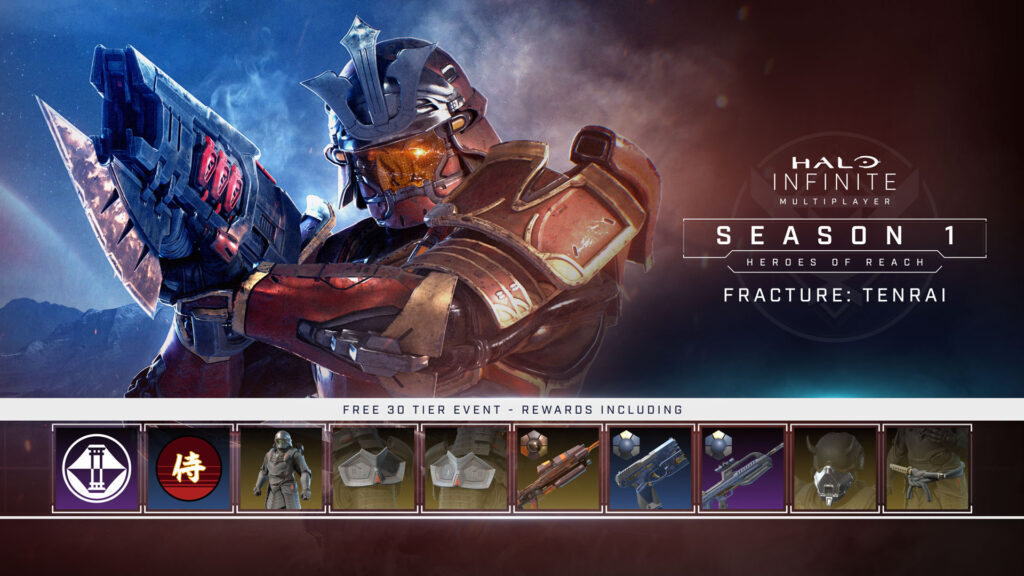 HALO
INFINITE
MULTIPLAYER
SEASON 1
HEROES OF REACH
FRACTURE: TENRAI
FREE 30 TIER EVENT - REWARDS INCLUDING
侍